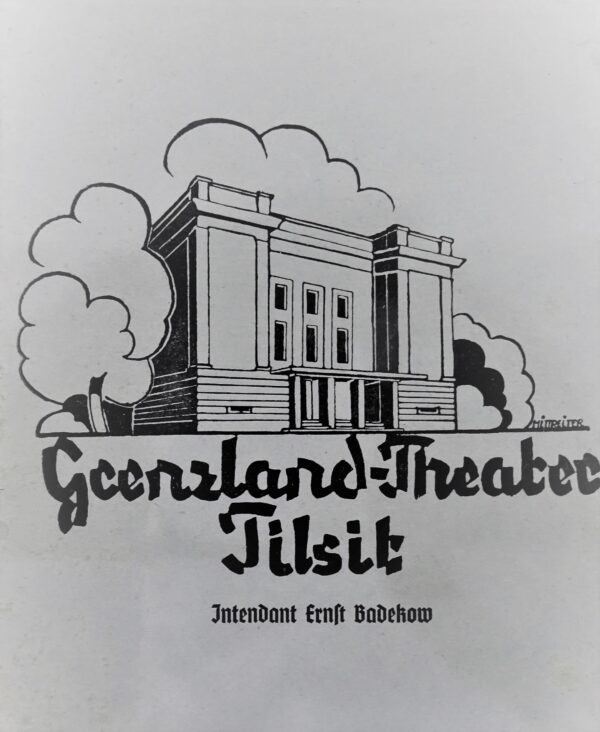 Grenzland-Theater
Tilsit
Intendant Ernſt Badekow